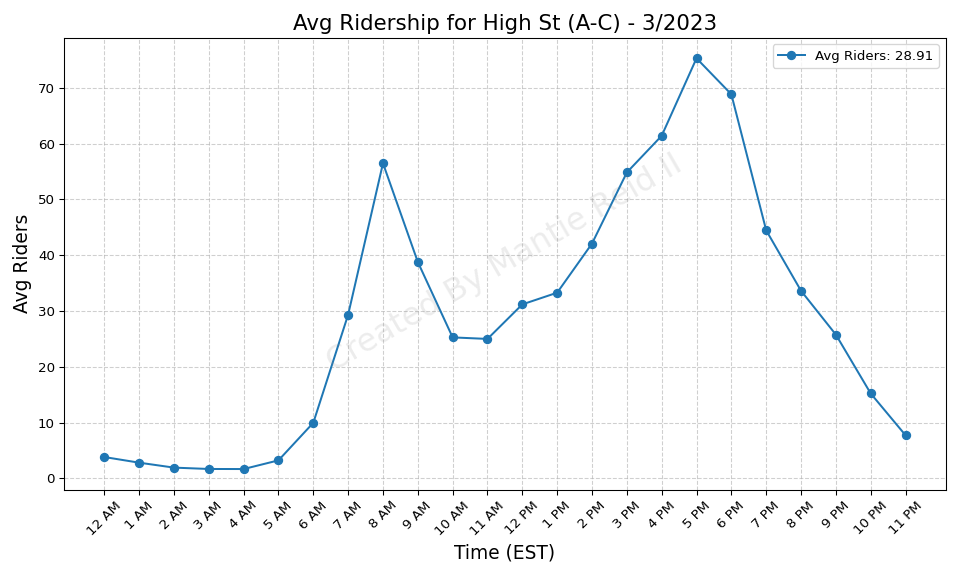 Avg Ridership for High St (A-C) - 3/2023
Avg Riders: 28.91
Avg Riders
70
60
50
40
30
20
10
0
Created By Mantie Reid II
12 AM
1 AM
2 AM
3 AM
4 AM
5 AM
6 AM
7 AM
8 AM
9 AM
10 AM
11 AM
12 PM
1 PM
2 PM
3 PM
4 PM
5 PM
6 PM
7 PM
8 PM
9 PM
10 PM
11 PM
Time (EST)